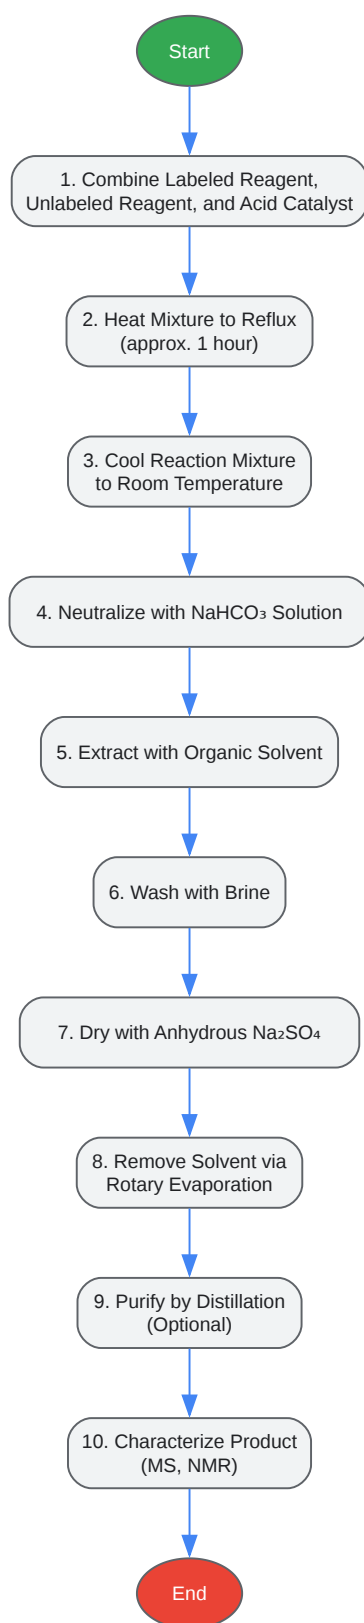 Start
1. Combine Labeled Reagent,
Unlabeled Reagent, and Acid Catalyst
2. Heat Mixture to Reflux
(approx. 1 hour)
3. Cool Reaction Mixture
to Room Temperature
4. Neutralize with NaHCO₃ Solution
5. Extract with Organic Solvent
6. Wash with Brine
7. Dry with Anhydrous Na₂SO₄
8. Remove Solvent via
Rotary Evaporation
9. Purify by Distillation
(Optional)
10. Characterize Product
(MS, NMR)
End